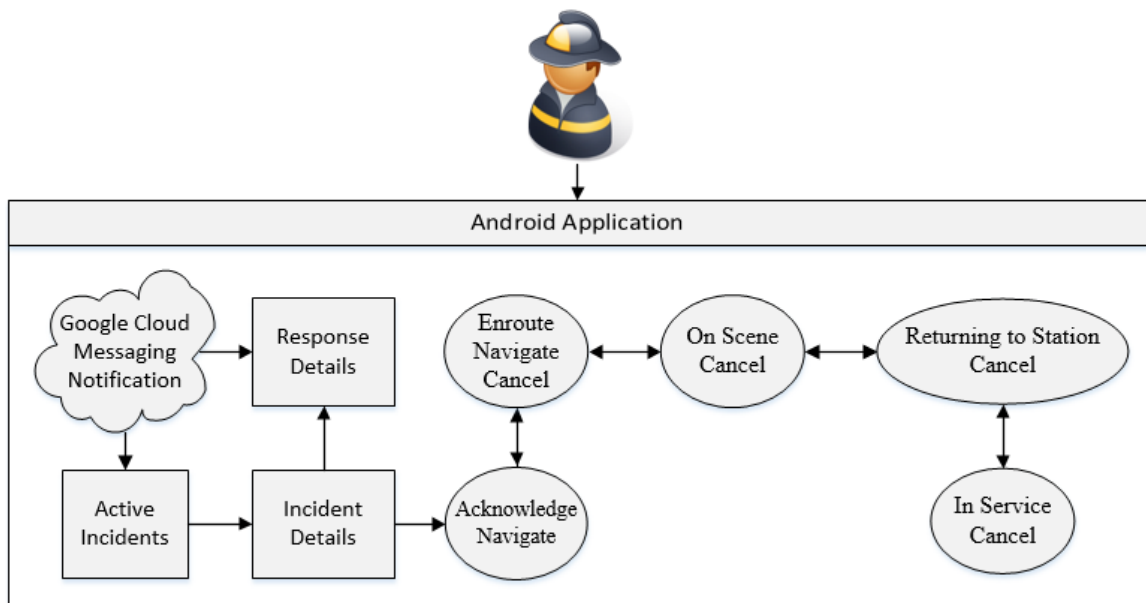 Android Application
Google Cloud
Messaging
Notification
Response
Details
Enroute
Navigate
Cancel
On Scene
Cancel
Returning to Station
Cancel
Active
Incidents
Incident
Details
Acknowledge
Navigate
In Service
Cancel